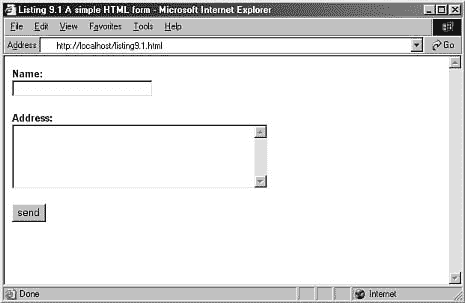 Listing 9.1 A simple HTML form - Microsoft Internet Explorer
File Edit View Favorites Tools Help
Address http://localhost/listing9.1.html Go
Name:
Address:
send
Done Internet